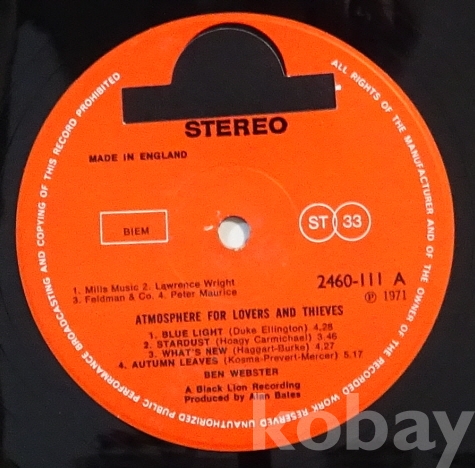 ALL RIGHTS OF THE MANUFACTURER AND OF THE OWNER OF THE RECORDED WORK RESERVED UNAUTHORIZED PUBLIC PERFORMANCE BROADCASTING AND COPYING OF THIS RECORD PROHIBITED
STEREO
MADE IN ENGLAND
BIEM
ST 33
1. Mills Music 2. Lawrence Wright
3. Feldman & Co. 4. Peter Maurice
2460-111 A
℗ 1971
ATMOSPHERE FOR LOVERS AND THIEVES
1. BLUE LIGHT (Duke Ellington) 4.26
2. STARDUST (Hoagy Carmichael) 3.46
3. WHAT'S NEW (Haggart-Burke) 4.27
4. AUTUMN LEAVES (Kosma-Prevert-Mercer) 5.17
BEN WEBSTER
A Black Lion Recording
Produced by Alan Bates
kobay